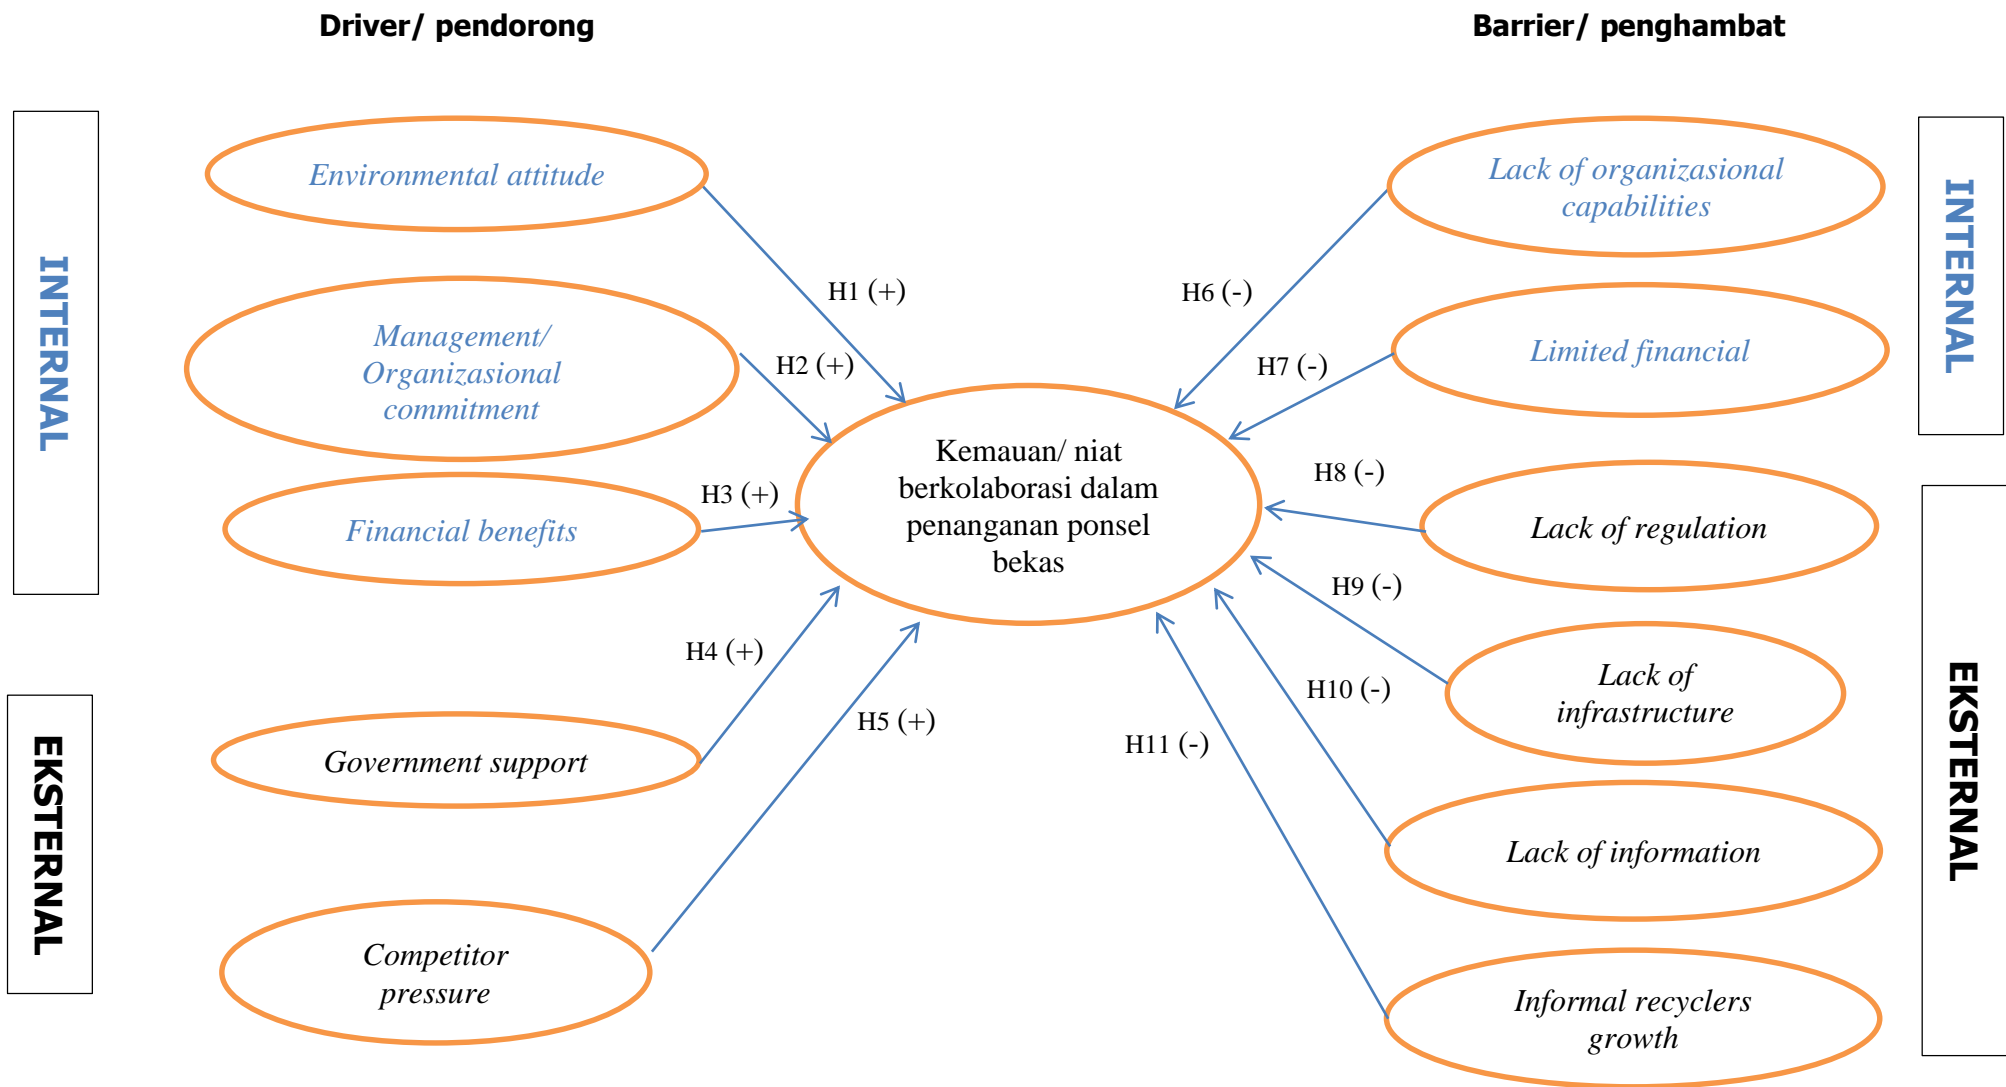 Driver/ pendorong
Barrier/ penghambat
INTERNAL
Environmental attitude
H1 (+)
Management/
Organizasional
commitment
H2 (+)
Financial benefits
H3 (+)
EKSTERNAL
Government support
H4 (+)
Competitor
pressure
H5 (+)
Kemauan/ niat
berkolaborasi dalam
penanganan ponsel
bekas
INTERNAL
Lack of organizasional
capabilities
H6 (-)
Limited financial
H7 (-)
EKSTERNAL
Lack of regulation
H8 (-)
Lack of
infrastructure
H9 (-)
Lack of information
H10 (-)
Informal recyclers
growth
H11 (-)